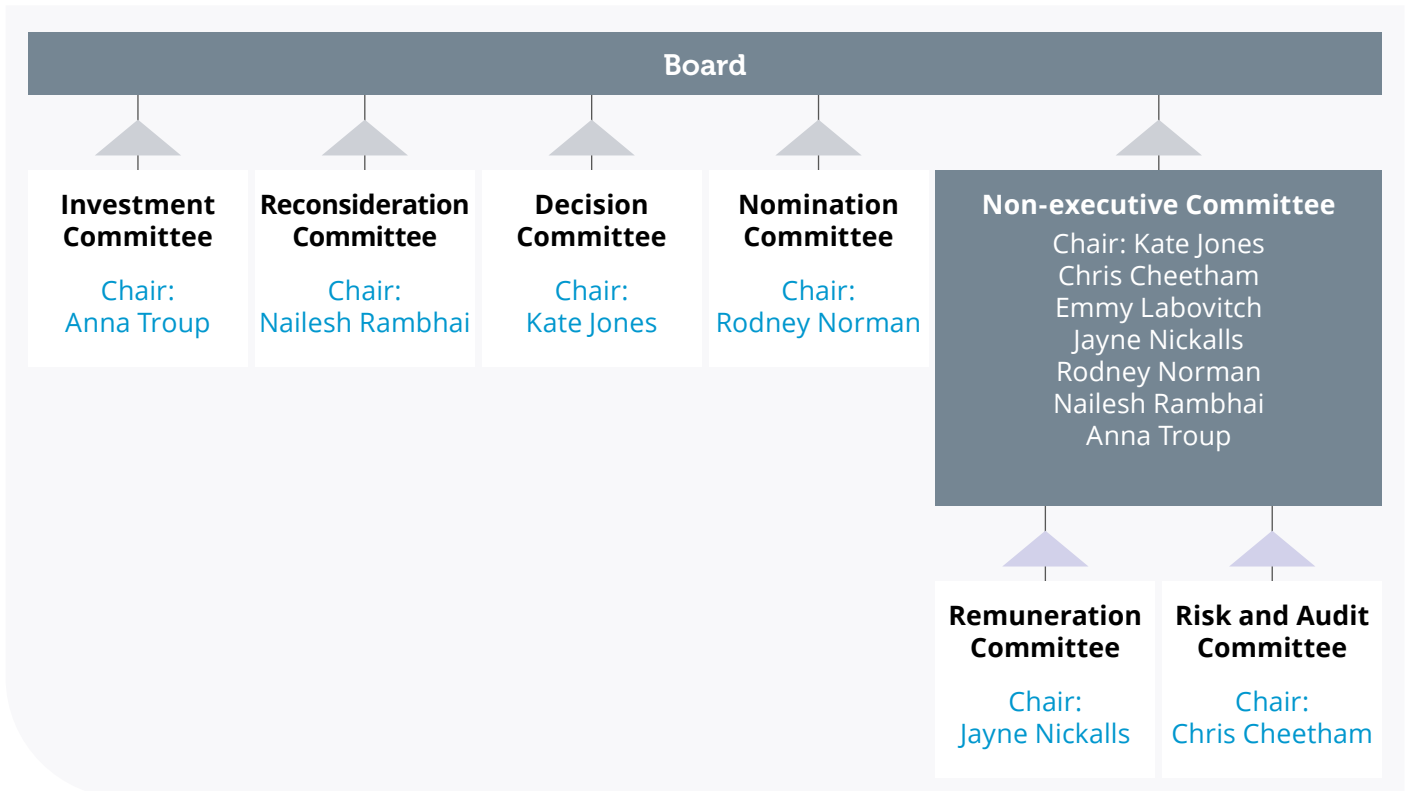 Board
Investment
Committee
Chair:
Anna Troup
Reconsideration
Committee
Chair:
Nailesh Rambhai
Decision
Committee
Chair:
Kate Jones
Nomination
Committee
Chair:
Rodney Norman
Non-executive Committee
Chair: Kate Jones
Chris Cheetham
Emmy Labovitch
Jayne Nickalls
Rodney Norman
Nailesh Rambhai
Anna Troup
Remuneration
Committee
Chair:
Jayne Nickalls
Risk and Audit
Committee
Chair:
Chris Cheetham